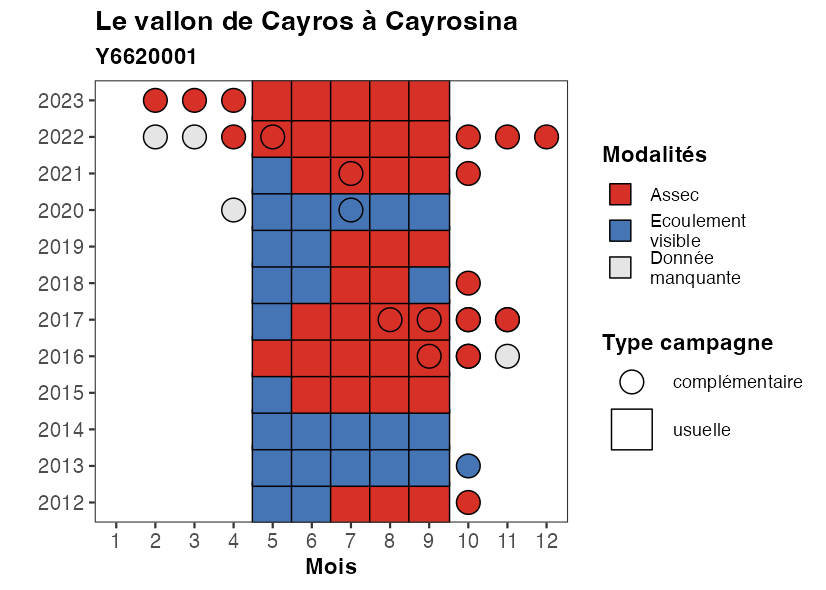 Le vallon de Cayros à Cayrosina
Y6620001
2023
2022
2021
2020
2019
2018
2017
2016
2015
2014
2013
2012
1 2 3 4 5 6 7 8 9 10 11 12
Mois
Modalités
Assec
Ecoulement
visible
Donnée
manquante
Type campagne
complémentaire
usuelle